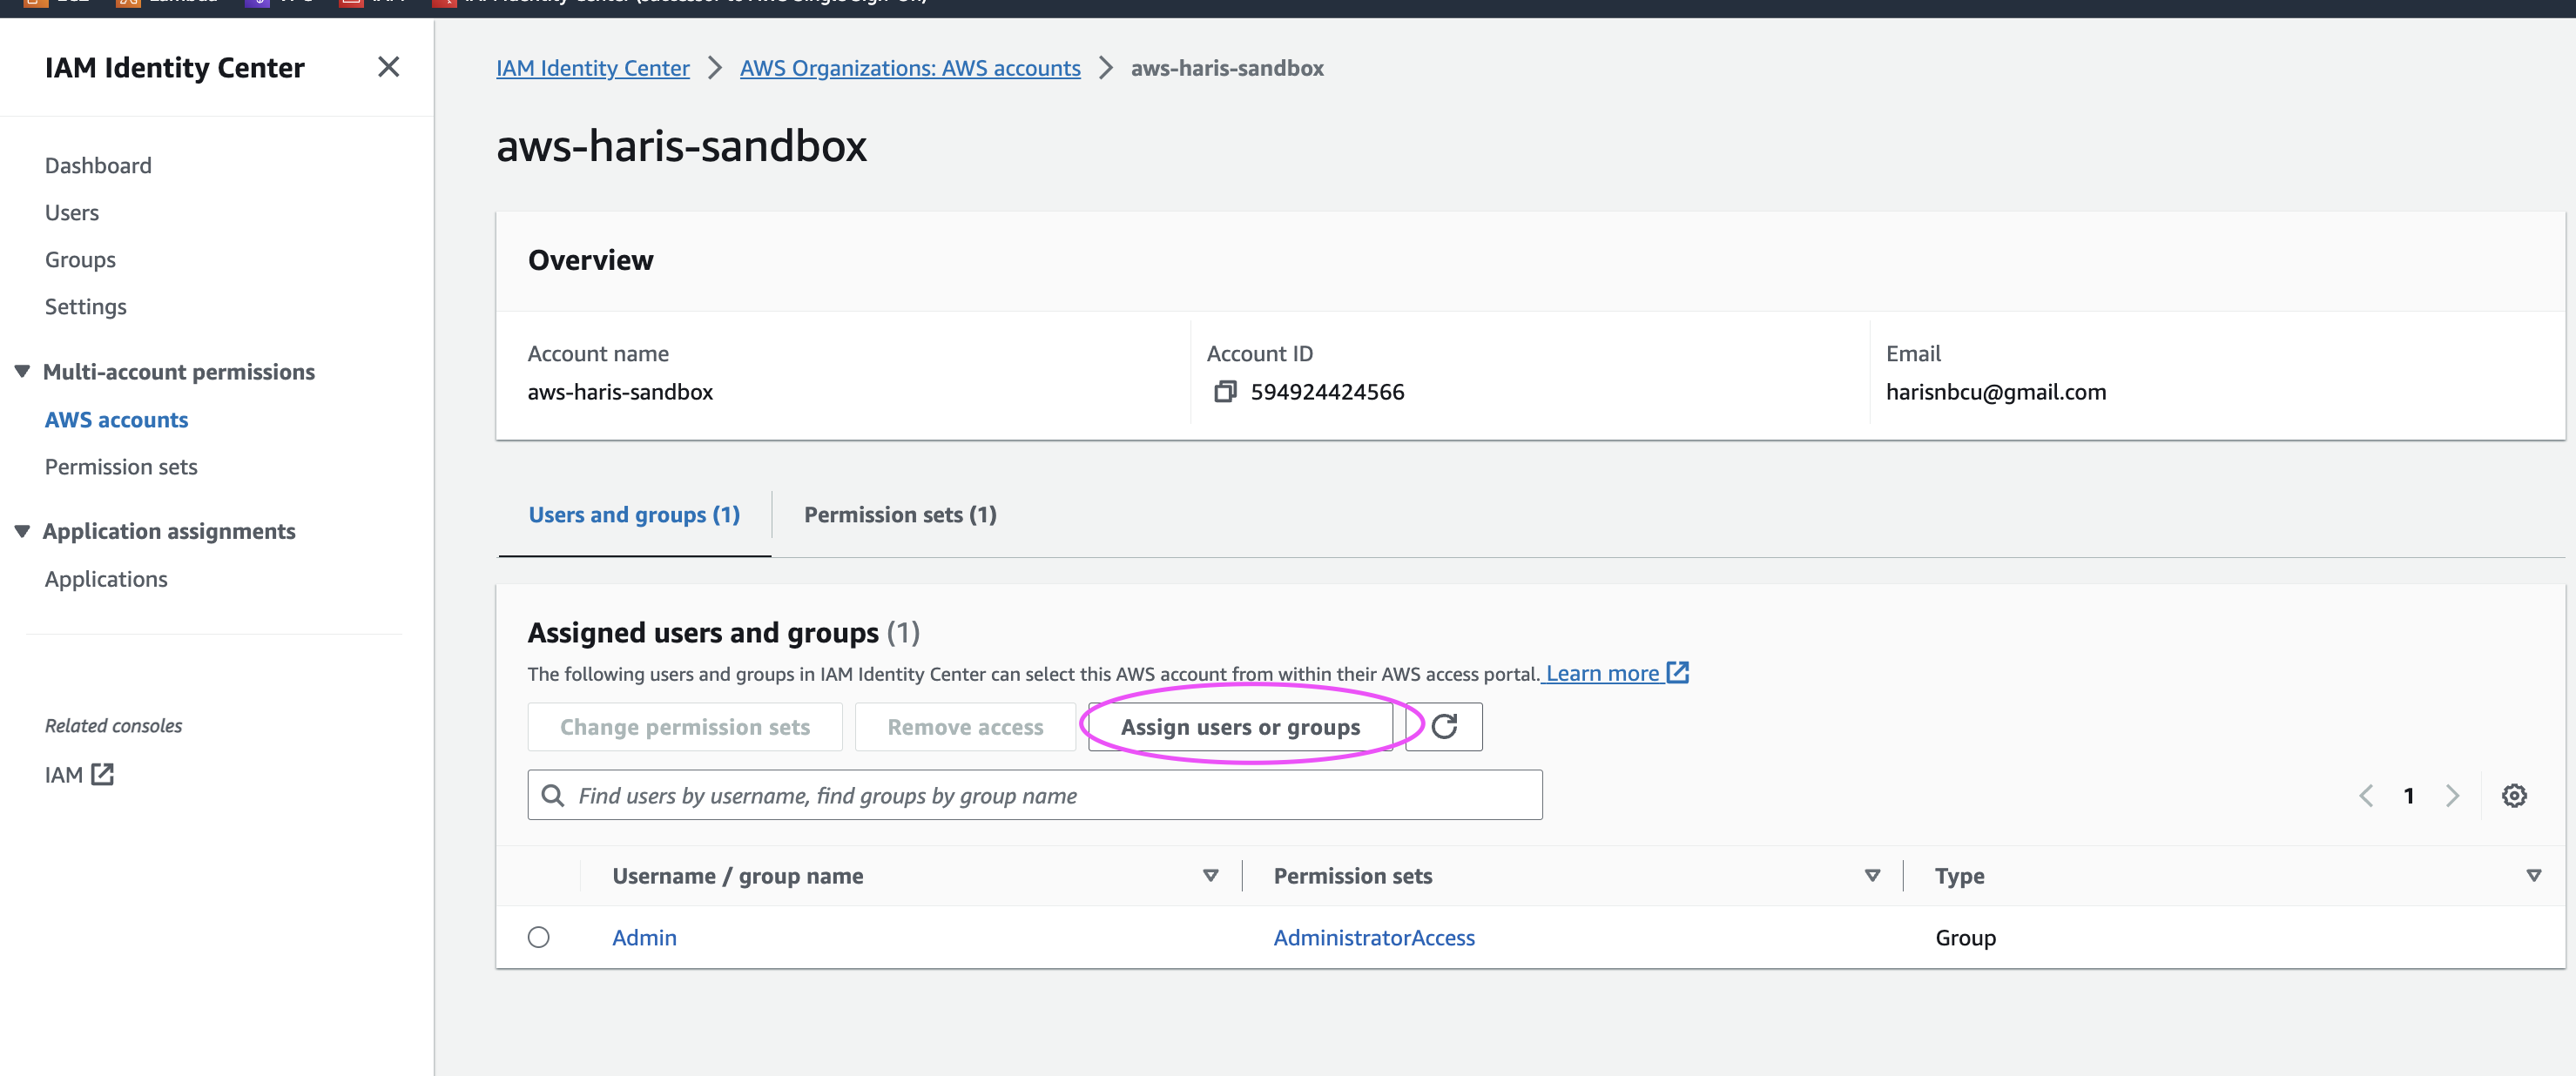 IAM Identity Center
Dashboard
Users
Groups
Settings
Multi-account permissions
AWS accounts
Permission sets
Application assignments
Applications
Related consoles
IAM
IAM Identity Center > AWS Organizations: AWS accounts > aws-haris-sandbox
aws-haris-sandbox
Overview
Account name
aws-haris-sandbox
Account ID
594924424566
Email
harisnbcu@gmail.com
Users and groups (1)
Permission sets (1)
Assigned users and groups (1)
The following users and groups in IAM Identity Center can select this AWS account from within their AWS access portal. Learn more
Change permission sets
Remove access
Assign users or groups
Find users by username, find groups by group name
1
Username / group name
Permission sets
Type
Admin
AdministratorAccess
Group